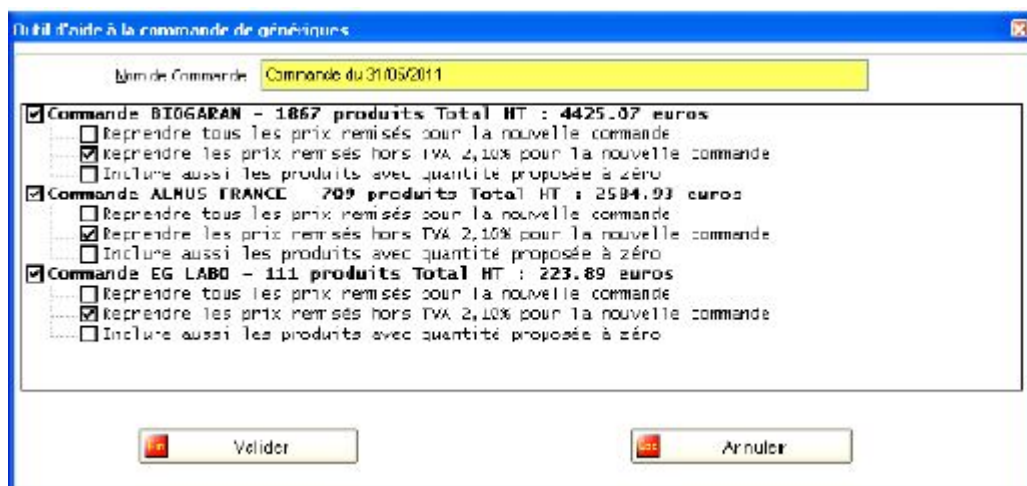 Outil d'aide à la commande de génériques
Nom de Commande Commande du 31/05/2011
Commande BIOGARAN - 1867 produits Total HT : 4425.07 euros
Reprendre tous les prix remisés pour la nouvelle commande
Reprendre les prix remisés hors TVA 2,10% pour la nouvelle commande
Inclure aussi les produits avec quantité proposée à zéro
Commande ALMUS FRANCE - 709 produits Total HT : 2584.93 euros
Reprendre tous les prix remisés pour la nouvelle commande
Reprendre les prix remisés hors TVA 2,10% pour la nouvelle commande
Inclure aussi les produits avec quantité proposée à zéro
Commande EG LABO - 111 produits Total HT : 223.89 euros
Reprendre tous les prix remisés pour la nouvelle commande
Reprendre les prix remisés hors TVA 2,10% pour la nouvelle commande
Inclure aussi les produits avec quantité proposée à zéro
Valider Annuler